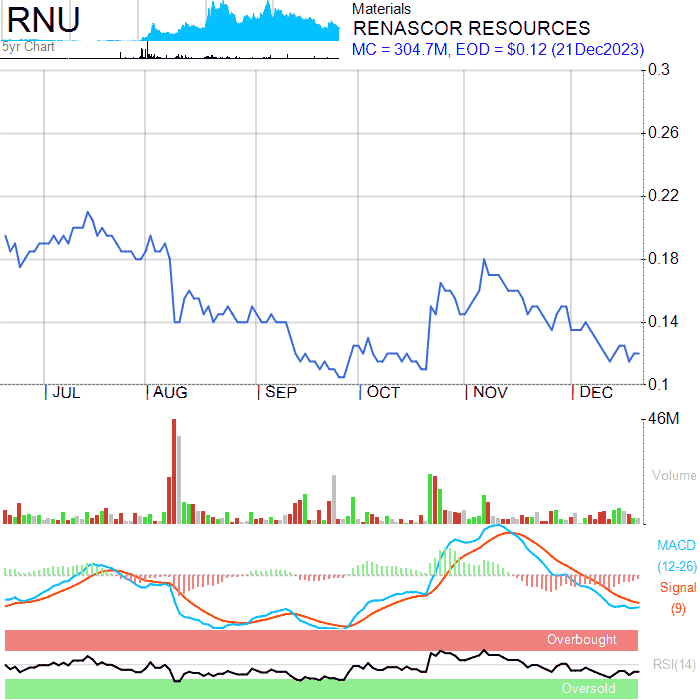 RNU
5yr Chart
Materials
RENASCOR RESOURCES
MC = 304.7M, EOD = $0.12 (21Dec2023)
0.3
0.26
0.22
0.18
0.14
0.1
JUL AUG SEP OCT NOV DEC
46M
Volume
MACD
(12-26)
Signal
(9)
Overbought
RSI(14)
Oversold